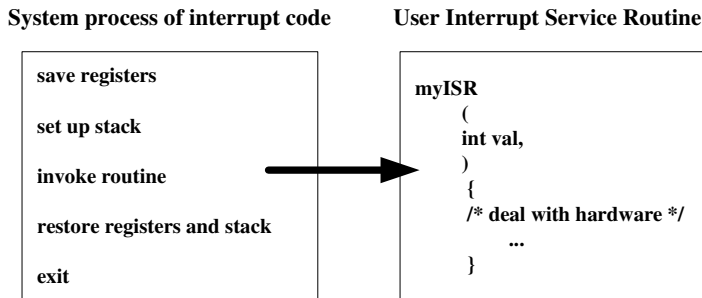 System process of interrupt code
User Interrupt Service Routine
save registers
set up stack
invoke routine
restore registers and stack
exit
myISR
(
int val,
)
{
/* deal with hardware */
...
}